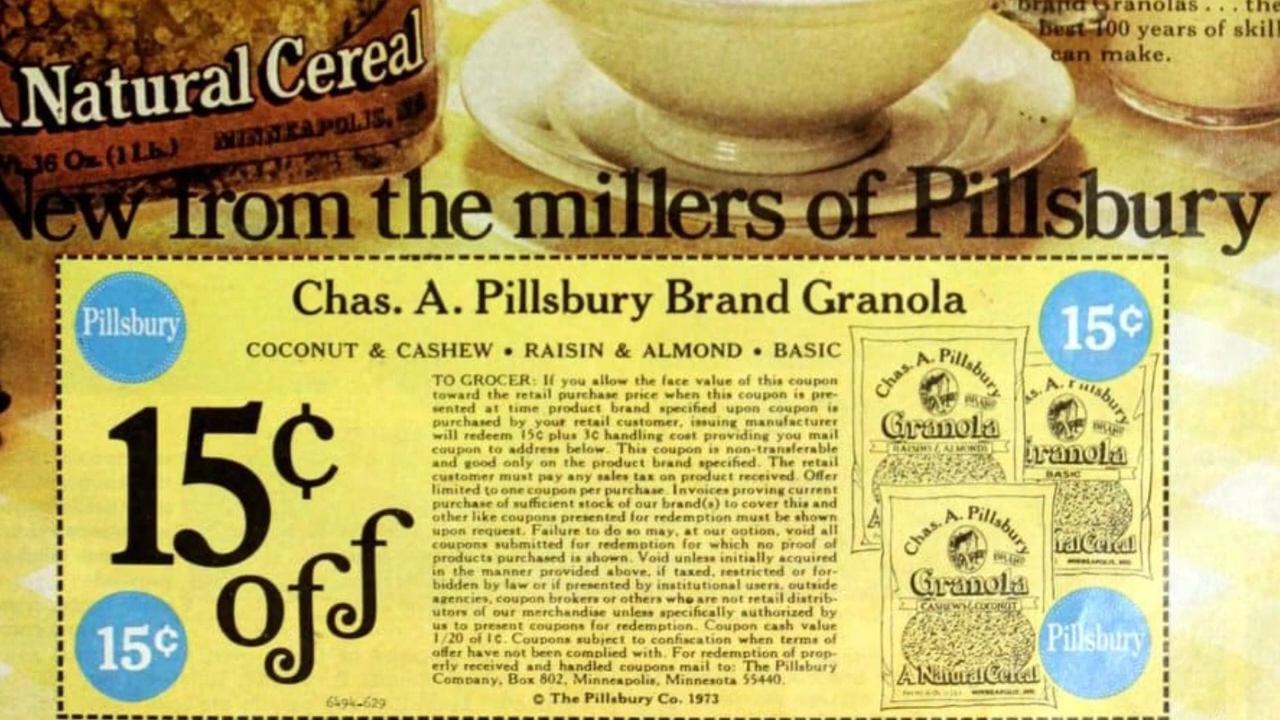 brand Granolas . . . the
best 100 years of skill
can make.
A Natural Cereal
MINNEAPOLIS,
Wt. 16 Oz. (1 Lb.)
New from the millers of Pillsbury
Pillsbury
Chas. A. Pillsbury Brand Granola
15¢
COCONUT & CASHEW • RAISIN & ALMOND • BASIC
15¢
off
TO GROCER: If you allow the face value of this coupon
toward the retail purchase price when this coupon is pre-
sented at time product brand specified upon coupon is
purchased by your retail customer, issuing manufacturer
will redeem 15¢ plus 3¢ handling cost providing you mail
coupon to address below. This coupon is non-transferable
and good only on the product brand specified. The retail
customer must pay any sales tax on product received. Offer
limited to one coupon per purchase. Invoices proving current
purchase of sufficient stock of our brand(s) to cover this and
other like coupons presented for redemption must be shown
upon request. Failure to do so may, at our option, void all
coupons submitted for redemption for which no proof of
products purchased is shown. Void unless initially acquired
in the manner provided above, if taxed, restricted or for-
bidden by law or if presented by institutional users, outside
agencies, coupon brokers or others who are not retail distrib-
utors of our merchandise unless specifically authorized by
us to present coupons for redemption. Coupon cash value
1/20 of 1¢. Coupons subject to confiscation when terms of
offer have not been complied with. For redemption of prop-
erly received and handled coupons mail to: The Pillsbury
Company, Box 802, Minneapolis, Minnesota 55440.
© The Pillsbury Co. 1973
6494-629
15¢
Chas. A. Pillsbury
BRAND
Granola
RAISINS & ALMONDS
A
as. A. Pillsbury
BRAND
Granola
BASIC
ural Cereal
MINNEAPOLIS, MN.
Chas. A. Pillsbury
BRAND
Granola
CASHEWS & COCONUT
A Natural Cereal
MINNEAPOLIS, MN.
Pillsbury